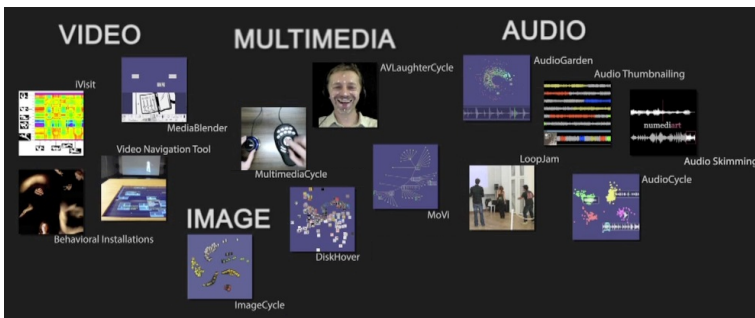 VIDEO
MULTIMEDIA
AUDIO
iVisit
MediaBlender
AVLaughterCycle
AudioGarden
Audio Thumbnailing
Video Navigation Tool
MultimediaCycle
numediart
LoopJam
Audio Skimming
AudioCycle
Behavioral Installations
IMAGE
MoVi
DiskHover
ImageCycle